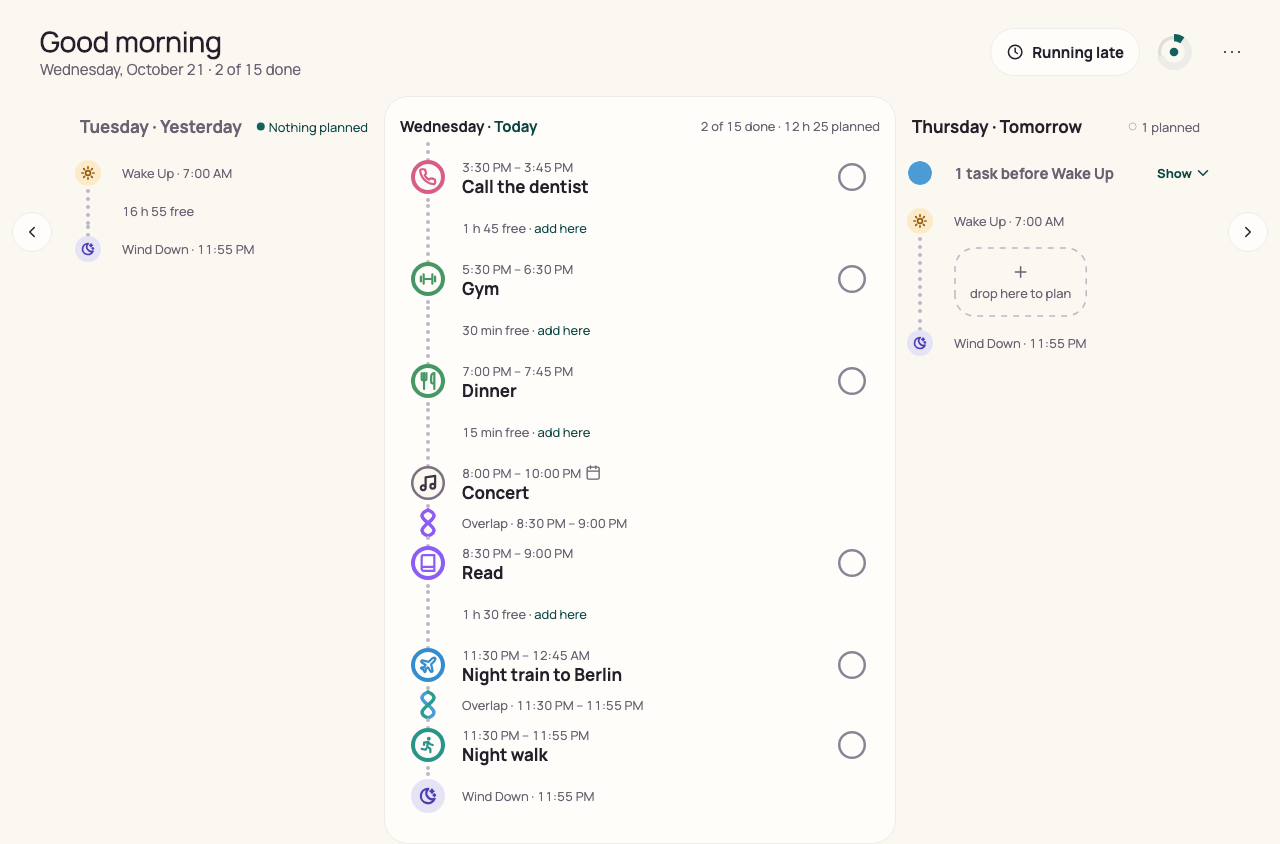 Good morning
Wednesday, October 21 · 2 of 15 done
Running late
Tuesday · Yesterday
Nothing planned
Wake Up · 7:00 AM
16 h 55 free
Wind Down · 11:55 PM
Wednesday · Today
2 of 15 done · 12 h 25 planned
3:30 PM – 3:45 PM
Call the dentist
1 h 45 free · add here
5:30 PM – 6:30 PM
Gym
30 min free · add here
7:00 PM – 7:45 PM
Dinner
15 min free · add here
8:00 PM – 10:00 PM
Concert
Overlap · 8:30 PM – 9:00 PM
8:30 PM – 9:00 PM
Read
1 h 30 free · add here
11:30 PM – 12:45 AM
Night train to Berlin
Overlap · 11:30 PM – 11:55 PM
11:30 PM – 11:55 PM
Night walk
Wind Down · 11:55 PM
Thursday · Tomorrow
1 planned
1 task before Wake Up
Show
Wake Up · 7:00 AM
drop here to plan
Wind Down · 11:55 PM